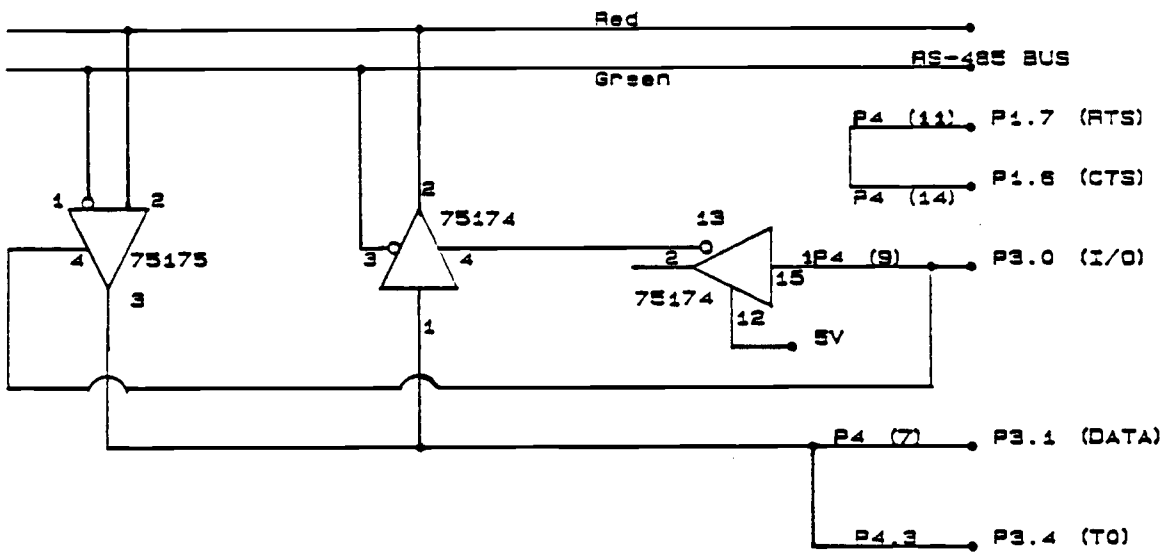 Red
RS-485 BUS
Green
P4 (11) P1.7 (RTS)
P4 (14) P1.6 (CTS)
1 2
2 75174
13
4 75175
3 4
2 1P4 (9) P3.0 (I/O)
75174 15
3
12
1
5V
P4 (7) P3.1 (DATA)
P4.3 P3.4 (T0)